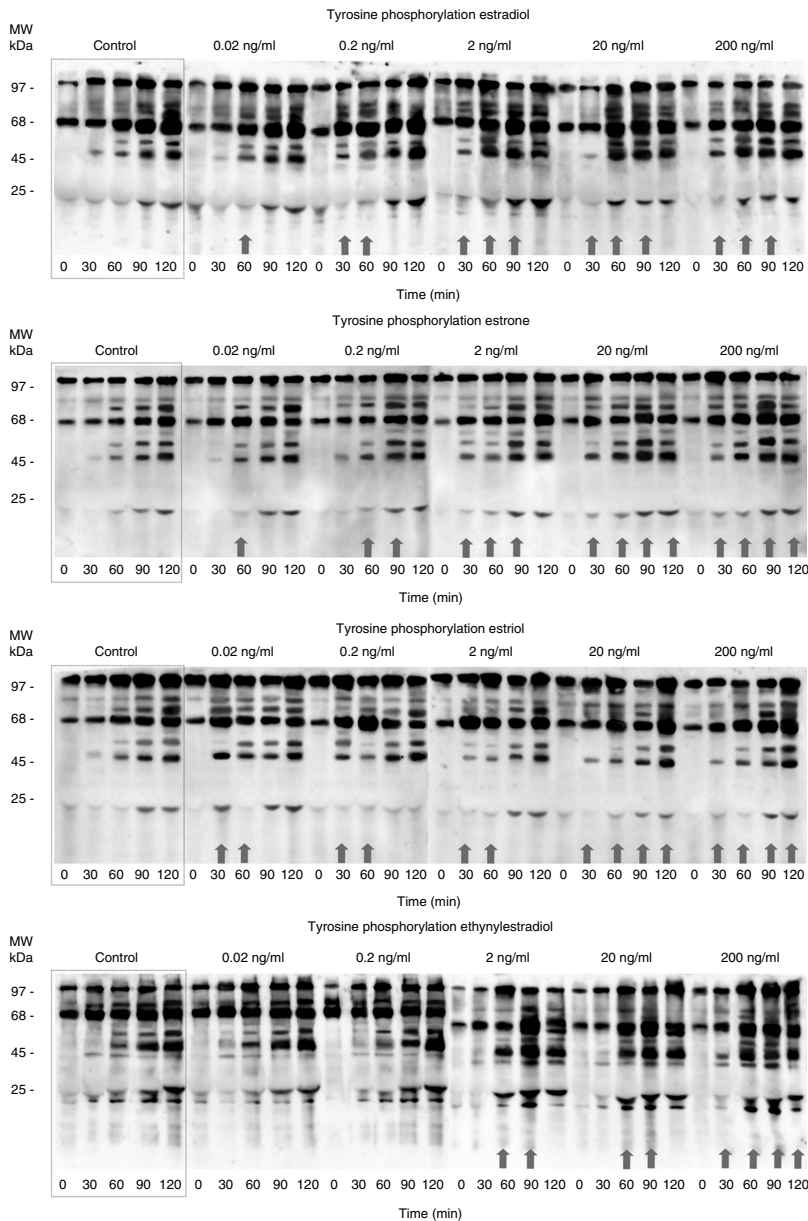 Tyrosine phosphorylation estradiol
MW
kDa
Control 0.02 ng/ml 0.2 ng/ml 2 ng/ml 20 ng/ml 200 ng/ml
97 -
68 -
45 -
25 -
0 30 60 90 120 0 30 60 90 120 0 30 60 90 120 0 30 60 90 120 0 30 60 90 120 0 30 60 90 120
Time (min)
Tyrosine phosphorylation estrone
MW
kDa
Control 0.02 ng/ml 0.2 ng/ml 2 ng/ml 20 ng/ml 200 ng/ml
97 -
68 -
45 -
25 -
0 30 60 90 120 0 30 60 90 120 0 30 60 90 120 0 30 60 90 120 0 30 60 90 120 0 30 60 90 120
Time (min)
Tyrosine phosphorylation estriol
MW
kDa
Control 0.02 ng/ml 0.2 ng/ml 2 ng/ml 20 ng/ml 200 ng/ml
97 -
68 -
45 -
25 -
0 30 60 90 120 0 30 60 90 120 0 30 60 90 120 0 30 60 90 120 0 30 60 90 120 0 30 60 90 120
Time (min)
Tyrosine phosphorylation ethynylestradiol
MW
kDa
Control 0.02 ng/ml 0.2 ng/ml 2 ng/ml 20 ng/ml 200 ng/ml
97 -
68 -
45 -
25 -
0 30 60 90 120 0 30 60 90 120 0 30 60 90 120 0 30 60 90 120 0 30 60 90 120 0 30 60 90 120
Time (min)